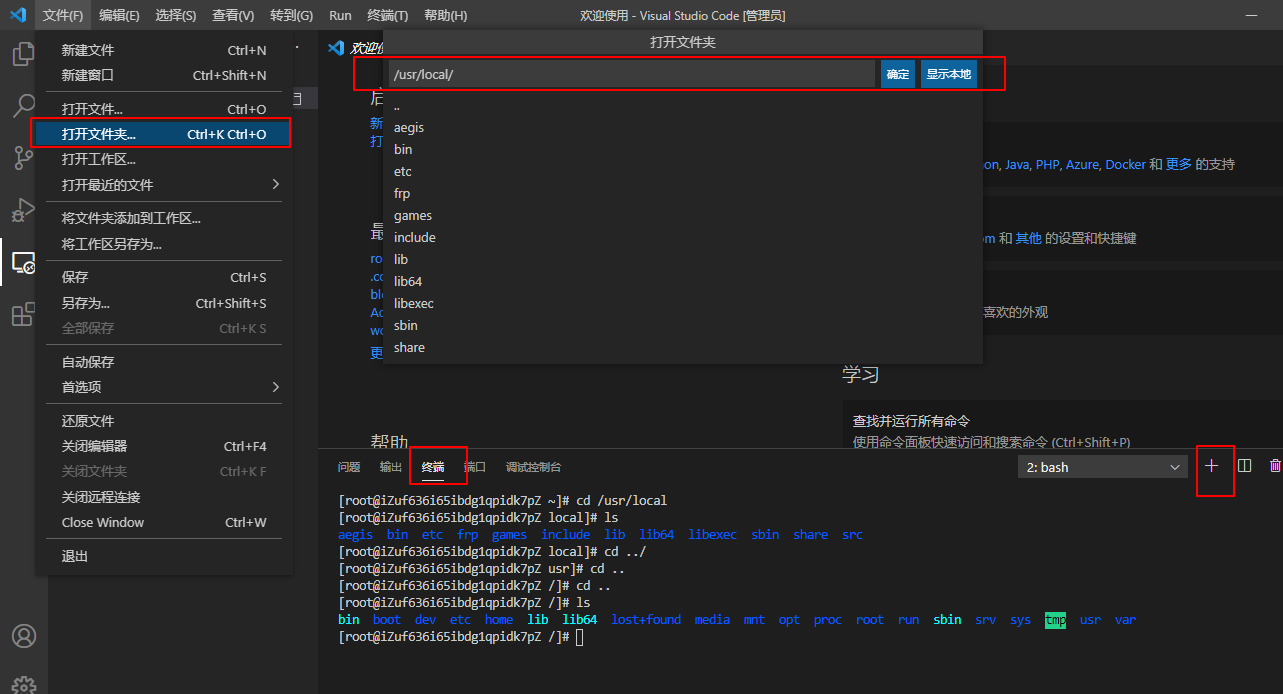 文件(F) 编辑(E) 选择(S) 查看(V) 转到(G) Run 终端(T) 帮助(H) 欢迎使用 - Visual Studio Code [管理员]
新建文件 Ctrl+N
新建窗口 Ctrl+Shift+N
打开文件... Ctrl+O
打开文件夹... Ctrl+K Ctrl+O
打开工作区...
打开最近的文件
将文件夹添加到工作区...
将工作区另存为...
保存 Ctrl+S
另存为... Ctrl+Shift+S
全部保存 Ctrl+K S
自动保存
首选项
还原文件
关闭编辑器 Ctrl+F4
关闭文件夹 Ctrl+K F
关闭远程连接
Close Window Ctrl+W
退出
欢迎
打开文件夹
/usr/local/ 确定 显示本地
..
aegis
bin
etc
frp
games
include
lib
lib64
libexec
sbin
share
新
打
最
ro
.co
blo
Ad
wo
更
帮助
on, Java, PHP, Azure, Docker 和 更多 的支持
m 和 其他 的设置和快捷键
喜欢的外观
学习
查找并运行所有命令
使用命令面板快速访问和搜索命令 (Ctrl+Shift+P)
问题 输出 终端 端口 调试控制台 2: bash
[root@iZuf636i65ibdg1qpidk7pZ ~]# cd /usr/local
[root@iZuf636i65ibdg1qpidk7pZ local]# ls
aegis bin etc frp games include lib lib64 libexec sbin share src
[root@iZuf636i65ibdg1qpidk7pZ local]# cd ../
[root@iZuf636i65ibdg1qpidk7pZ usr]# cd ..
[root@iZuf636i65ibdg1qpidk7pZ /]# cd ..
[root@iZuf636i65ibdg1qpidk7pZ /]# ls
bin boot dev etc home lib lib64 lost+found media mnt opt proc root run sbin srv sys tmp usr var
[root@iZuf636i65ibdg1qpidk7pZ /]#